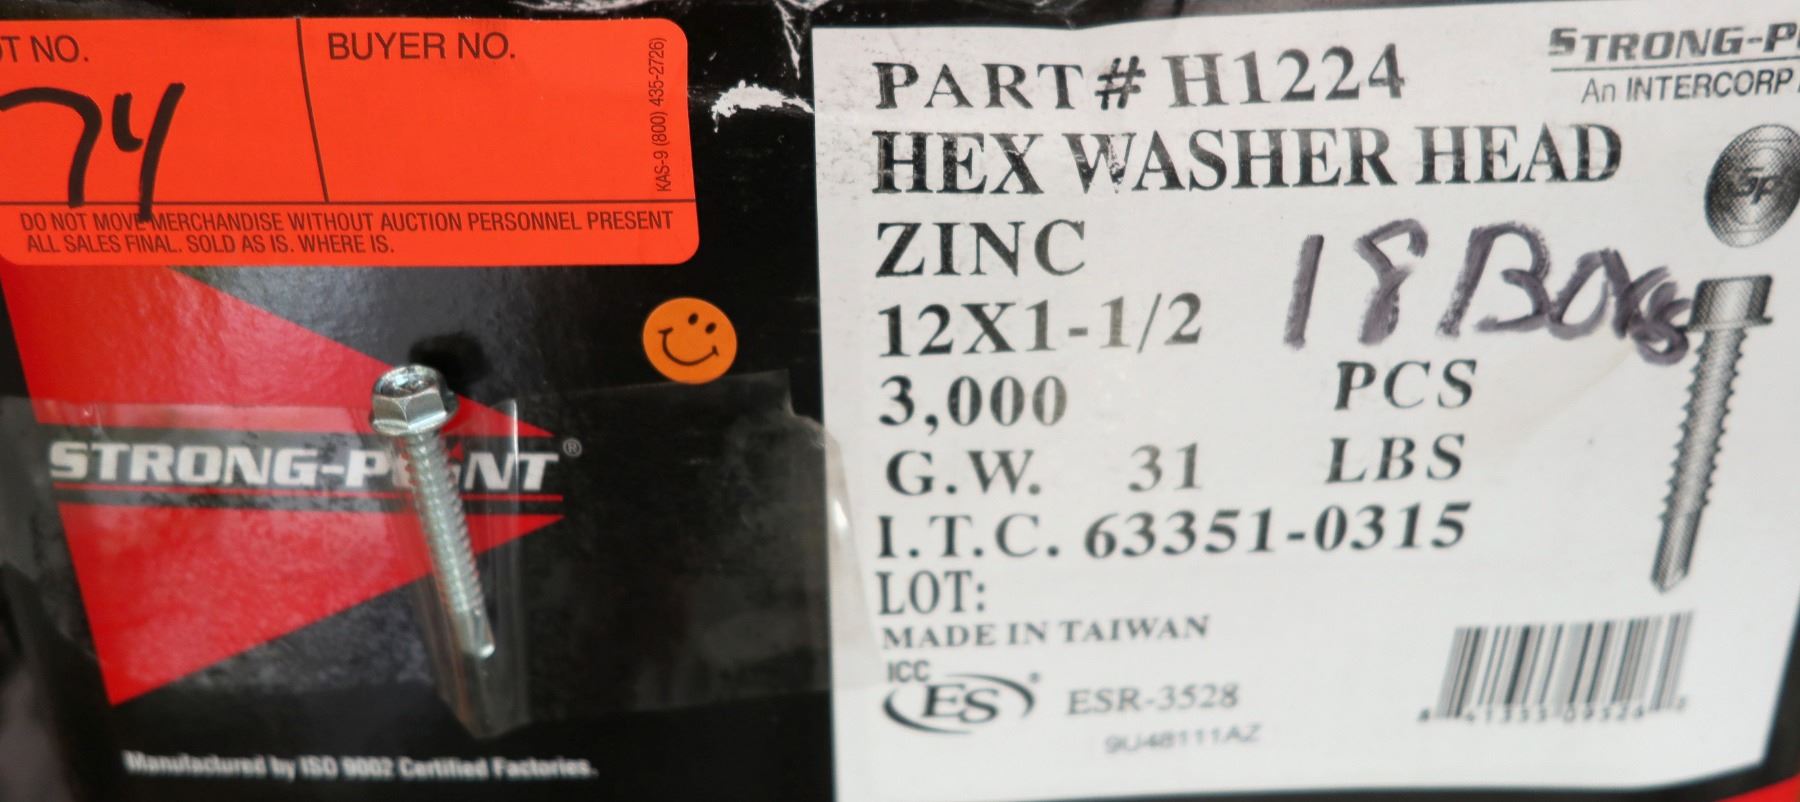 T NO.
BUYER NO.
74
KAS-9 (800) 435-2726)
DO NOT MOVE MERCHANDISE WITHOUT AUCTION PERSONNEL PRESENT
ALL SALES FINAL. SOLD AS IS. WHERE IS.
STRONG-POINT®
Manufactured by ISO 9002 Certified Factories.
STRONG-P
An INTERCORP
PART# H1224
HEX WASHER HEAD
SP
ZINC
18 Boxes
12X1-1/2
3,000 PCS
G.W. 31 LBS
I.T.C. 63351-0315
LOT:
MADE IN TAIWAN
ICC
ES® ESR-3528
9U48111AZ